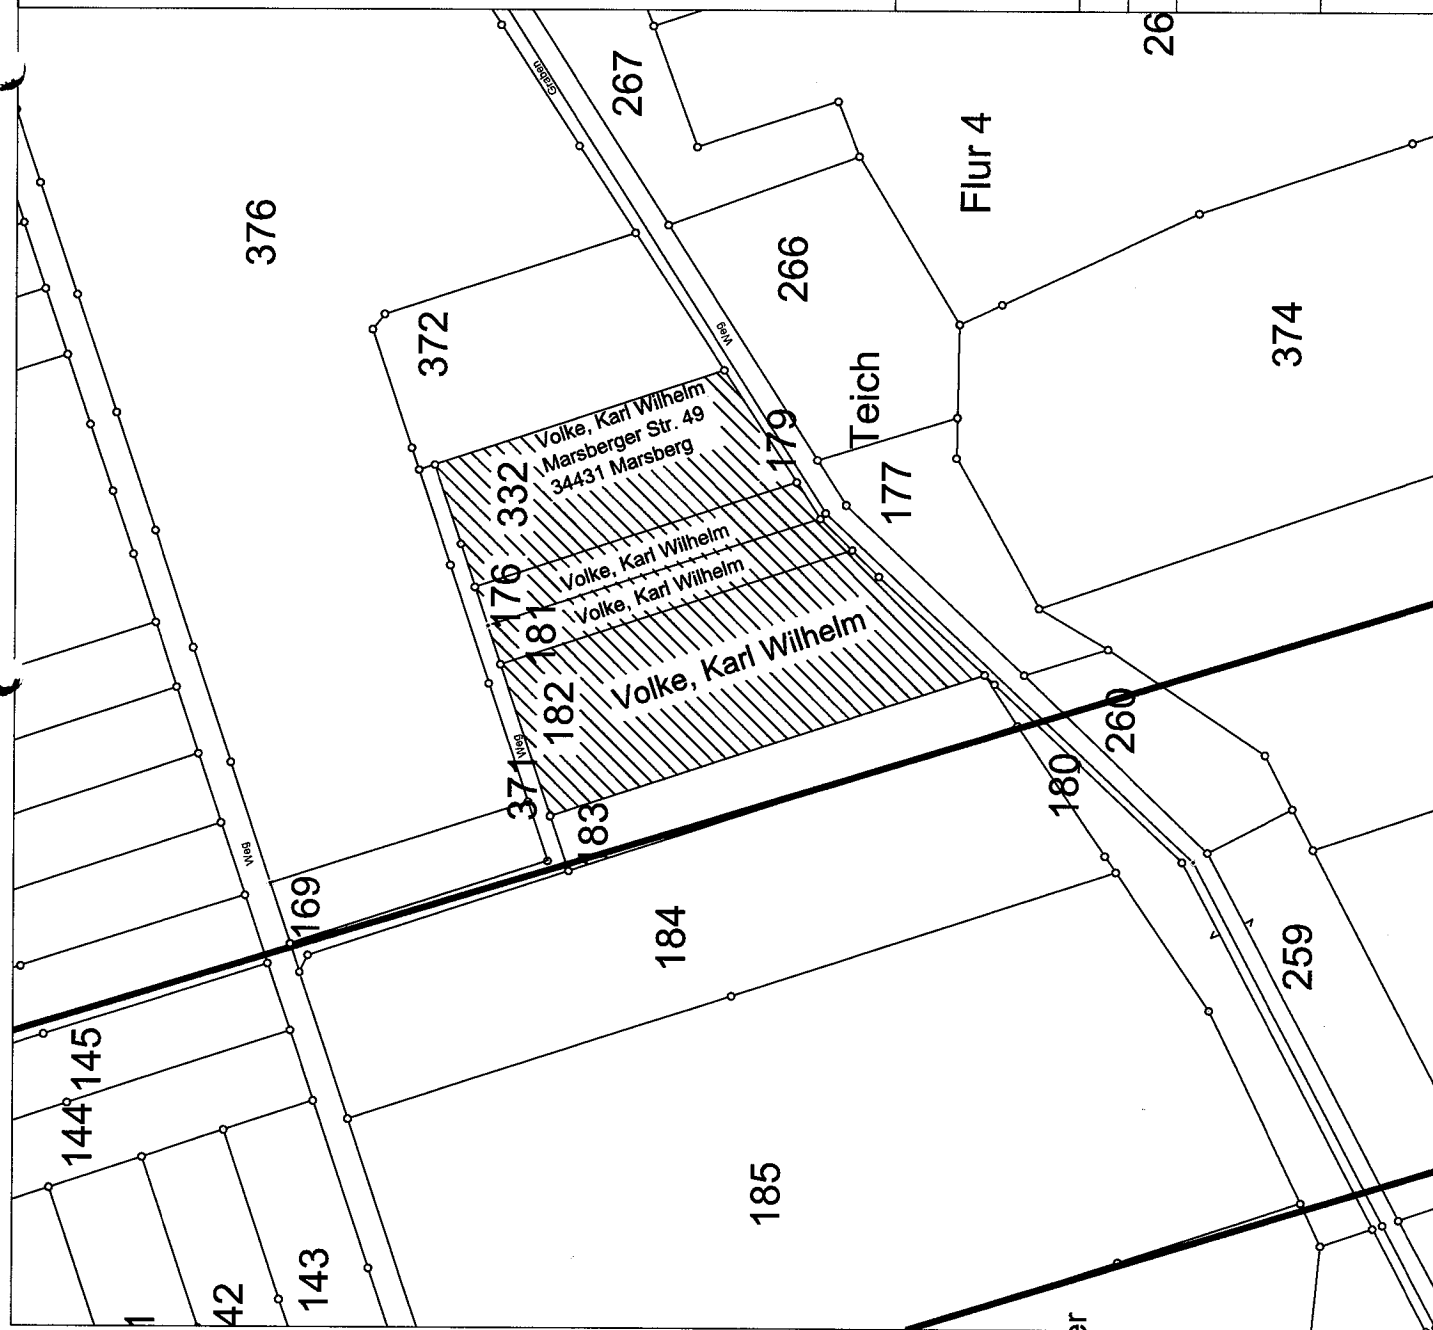 Graben
267
26
Flur 4
376
266
372
Weg
374
Teich
Volke, Karl Wilhelm
Marsberger Str. 49
34431 Marsberg
332
179
177
Volke, Karl Wilhelm
176
Volke, Karl Wilhelm
181
Volke, Karl Wilhelm
182
Weg
371
183
260
180
Weg
169
184
259
145
144
185
143
42
1
er